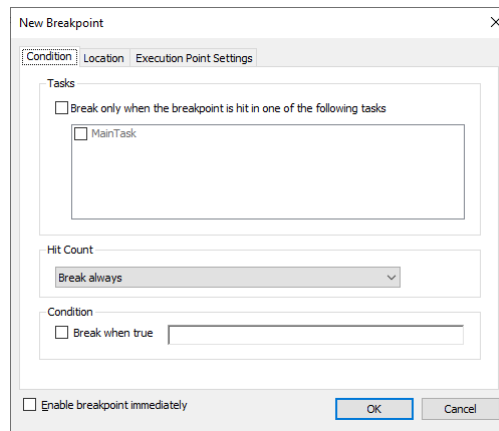 New Breakpoint
Condition Location Execution Point Settings
Tasks
Break only when the breakpoint is hit in one of the following tasks
MainTask
Hit Count
Break always
Condition
Break when true
Enable breakpoint immediately OK Cancel